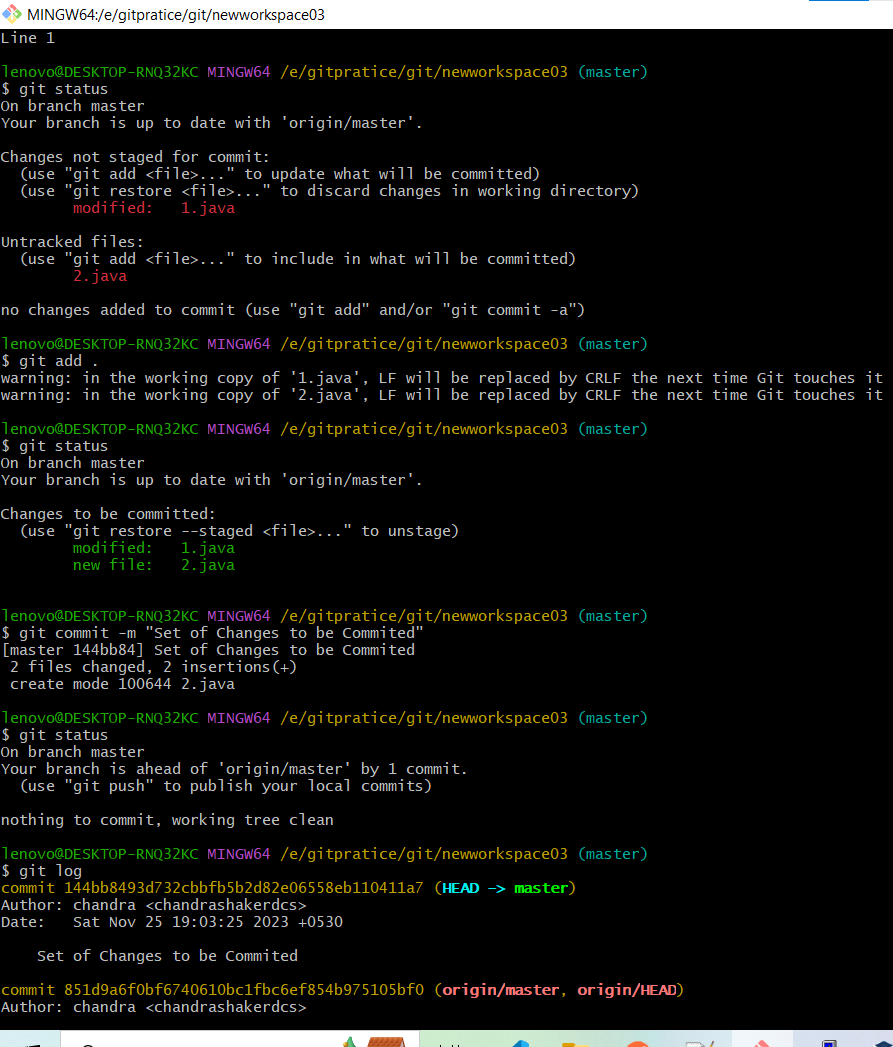 MINGW64:/e/gitpratice/git/newworkspace03
Line 1
lenovo@DESKTOP-RNQ32KC MINGW64 /e/gitpratice/git/newworkspace03 (master)
$ git status
On branch master
Your branch is up to date with 'origin/master'.
Changes not staged for commit:
  (use "git add <file>..." to update what will be committed)
  (use "git restore <file>..." to discard changes in working directory)
        modified:   1.java
Untracked files:
  (use "git add <file>..." to include in what will be committed)
        2.java
no changes added to commit (use "git add" and/or "git commit -a")
lenovo@DESKTOP-RNQ32KC MINGW64 /e/gitpratice/git/newworkspace03 (master)
$ git add .
warning: in the working copy of '1.java', LF will be replaced by CRLF the next time Git touches it
warning: in the working copy of '2.java', LF will be replaced by CRLF the next time Git touches it
lenovo@DESKTOP-RNQ32KC MINGW64 /e/gitpratice/git/newworkspace03 (master)
$ git status
On branch master
Your branch is up to date with 'origin/master'.
Changes to be committed:
  (use "git restore --staged <file>..." to unstage)
        modified:   1.java
        new file:   2.java
lenovo@DESKTOP-RNQ32KC MINGW64 /e/gitpratice/git/newworkspace03 (master)
$ git commit -m "Set of Changes to be Commited"
[master 144bb84] Set of Changes to be Commited
 2 files changed, 2 insertions(+)
 create mode 100644 2.java
lenovo@DESKTOP-RNQ32KC MINGW64 /e/gitpratice/git/newworkspace03 (master)
$ git status
On branch master
Your branch is ahead of 'origin/master' by 1 commit.
  (use "git push" to publish your local commits)
nothing to commit, working tree clean
lenovo@DESKTOP-RNQ32KC MINGW64 /e/gitpratice/git/newworkspace03 (master)
$ git log
commit 144bb8493d732cbbfb5b2d82e06558eb110411a7 (HEAD -> master)
Author: chandra <chandrashakerdcs>
Date:   Sat Nov 25 19:03:25 2023 +0530
    Set of Changes to be Commited
commit 851d9a6f0bf6740610bc1fbc6ef854b975105bf0 (origin/master, origin/HEAD)
Author: chandra <chandrashakerdcs>